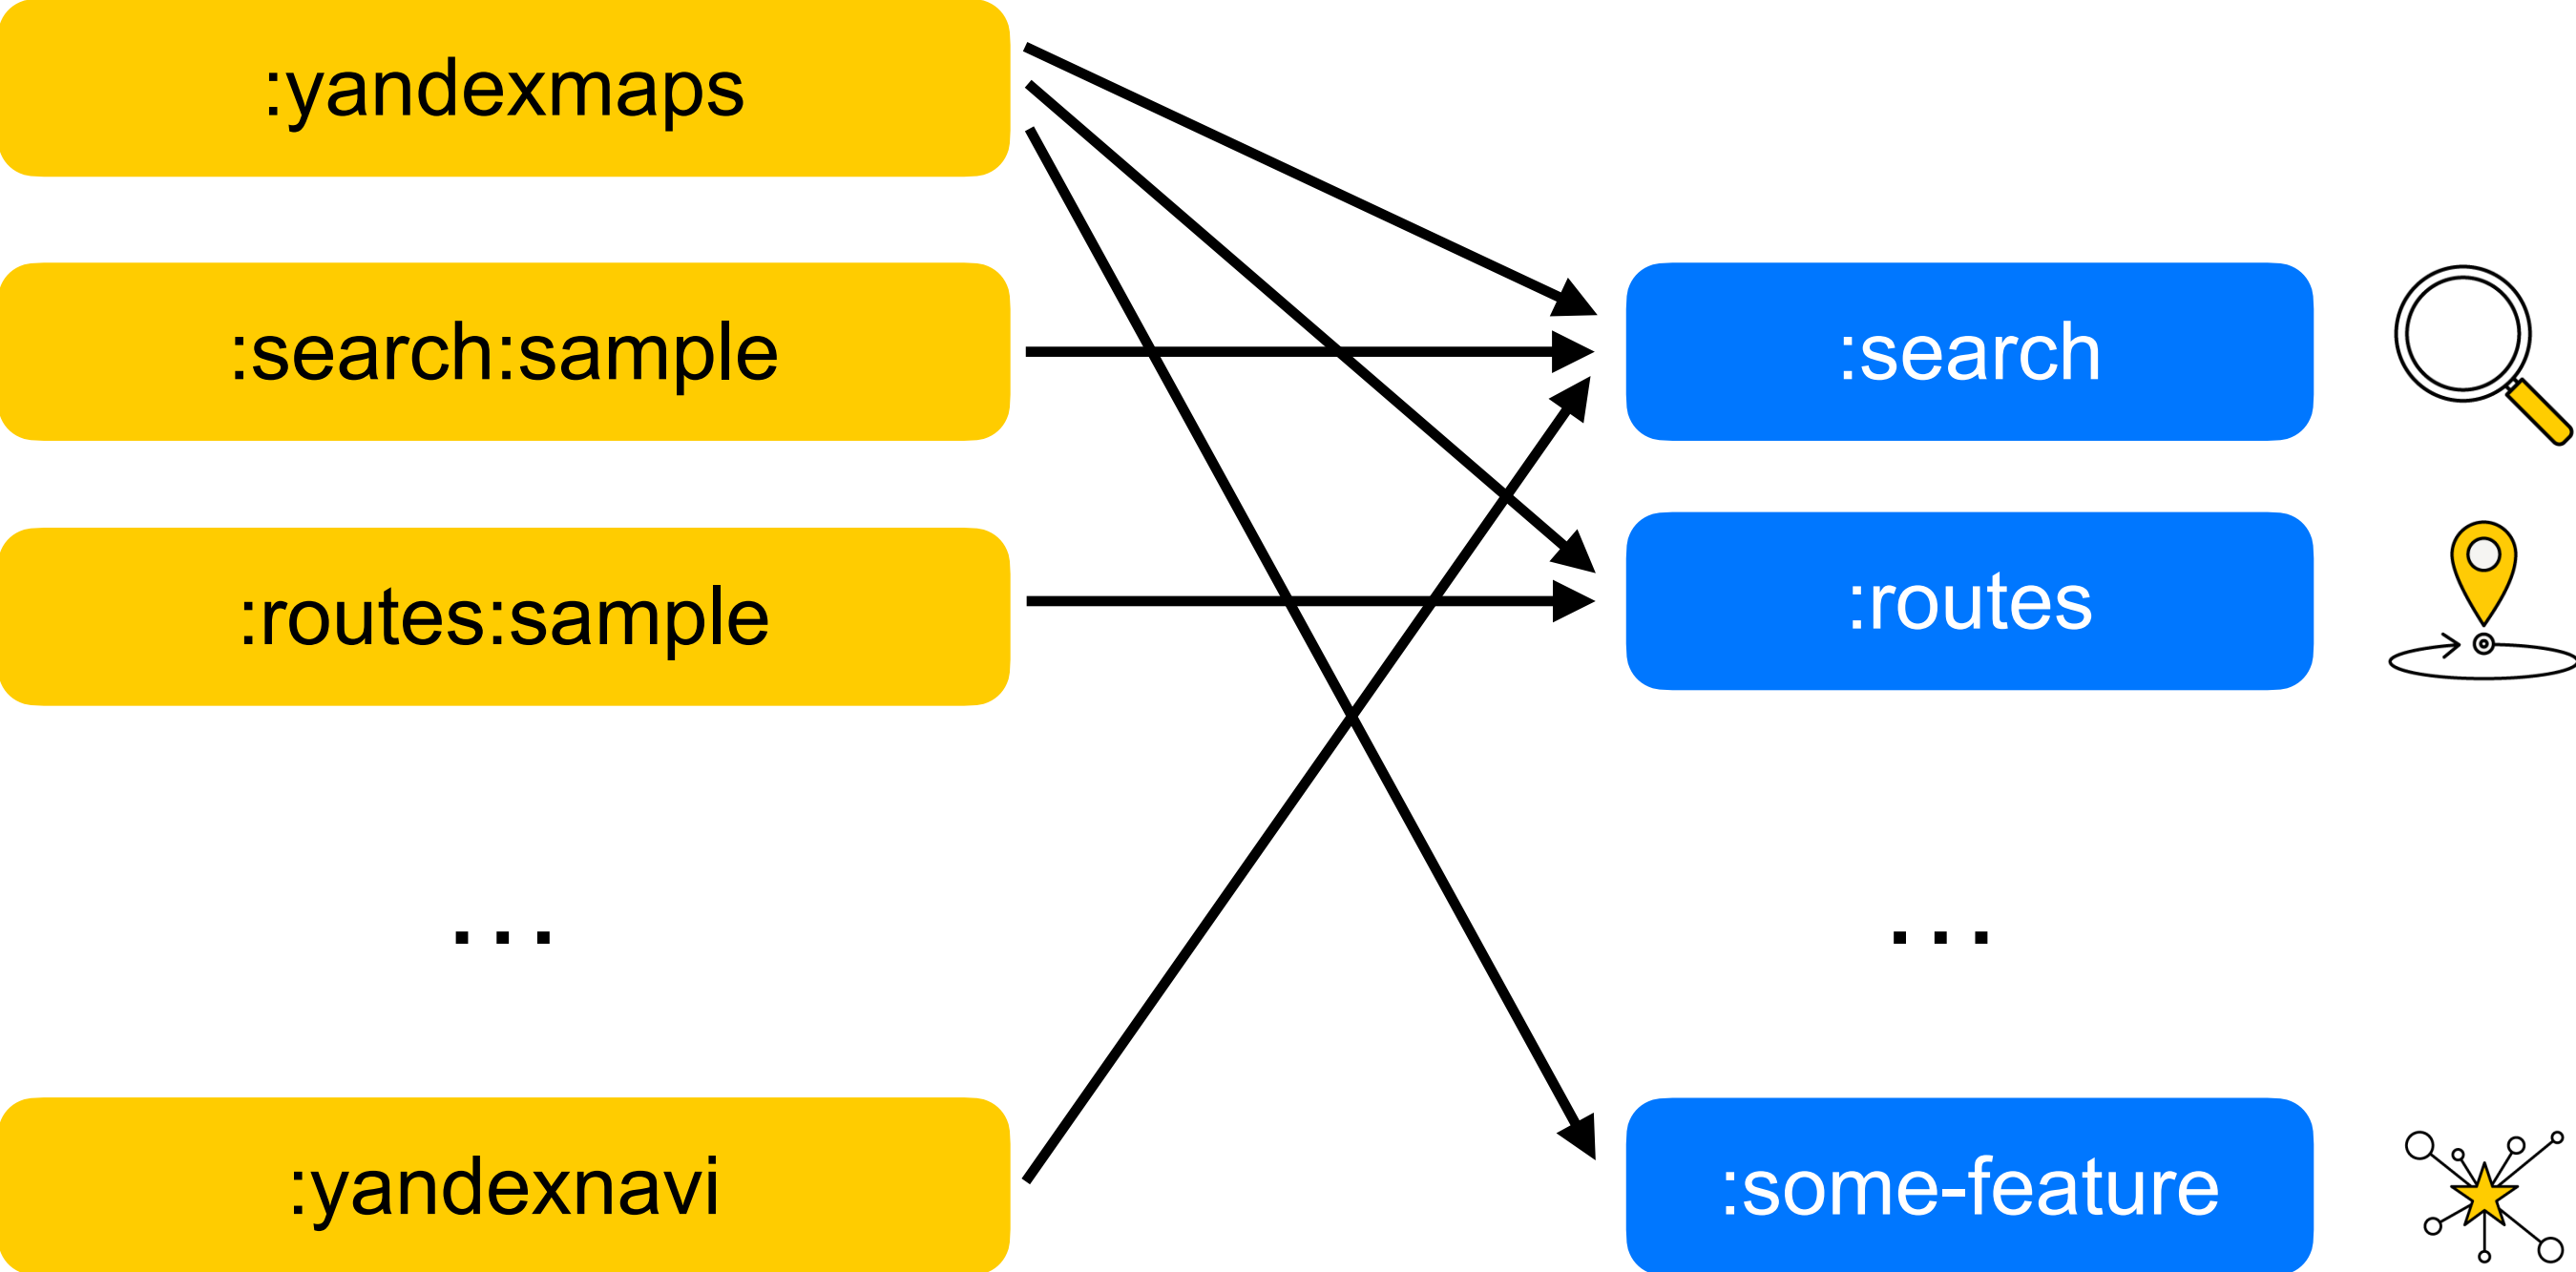 :yandexmaps
:search:sample
:search
:routes:sample
:routes
...
...
:yandexnavi
:some-feature